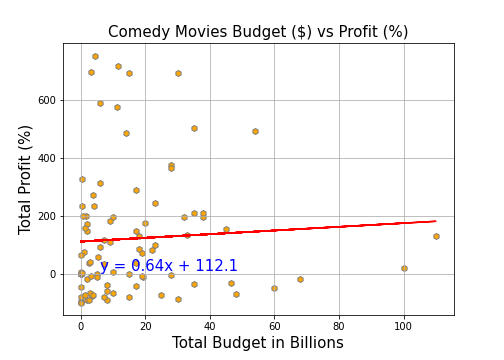 Comedy Movies Budget ($) vs Profit (%)
Total Profit (%)
600
400
200
0
y = 0.64x + 112.1
0 20 40 60 80 100
Total Budget in Billions